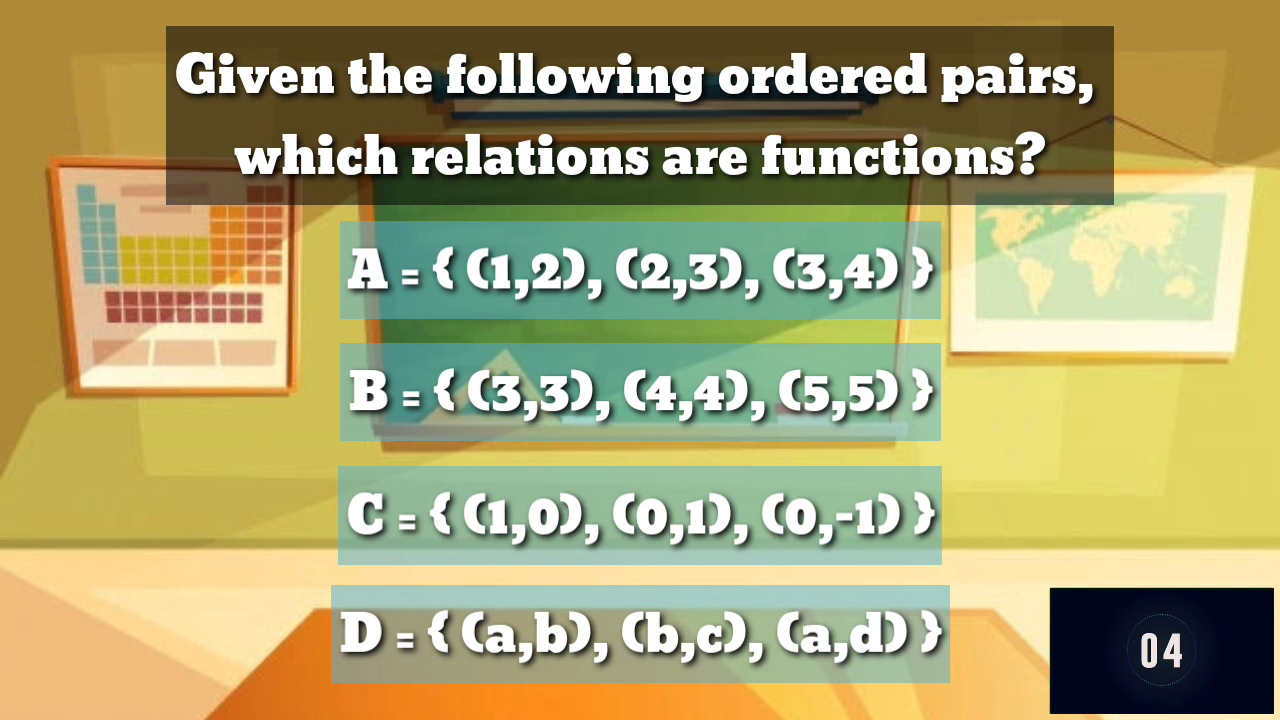 Given the following ordered pairs,
which relations are functions?
A = { (1,2), (2,3), (3,4) }
B = { (3,3), (4,4), (5,5) }
C = { (1,0), (0,1), (0,-1) }
D = { (a,b), (b,c), (a,d) }
04